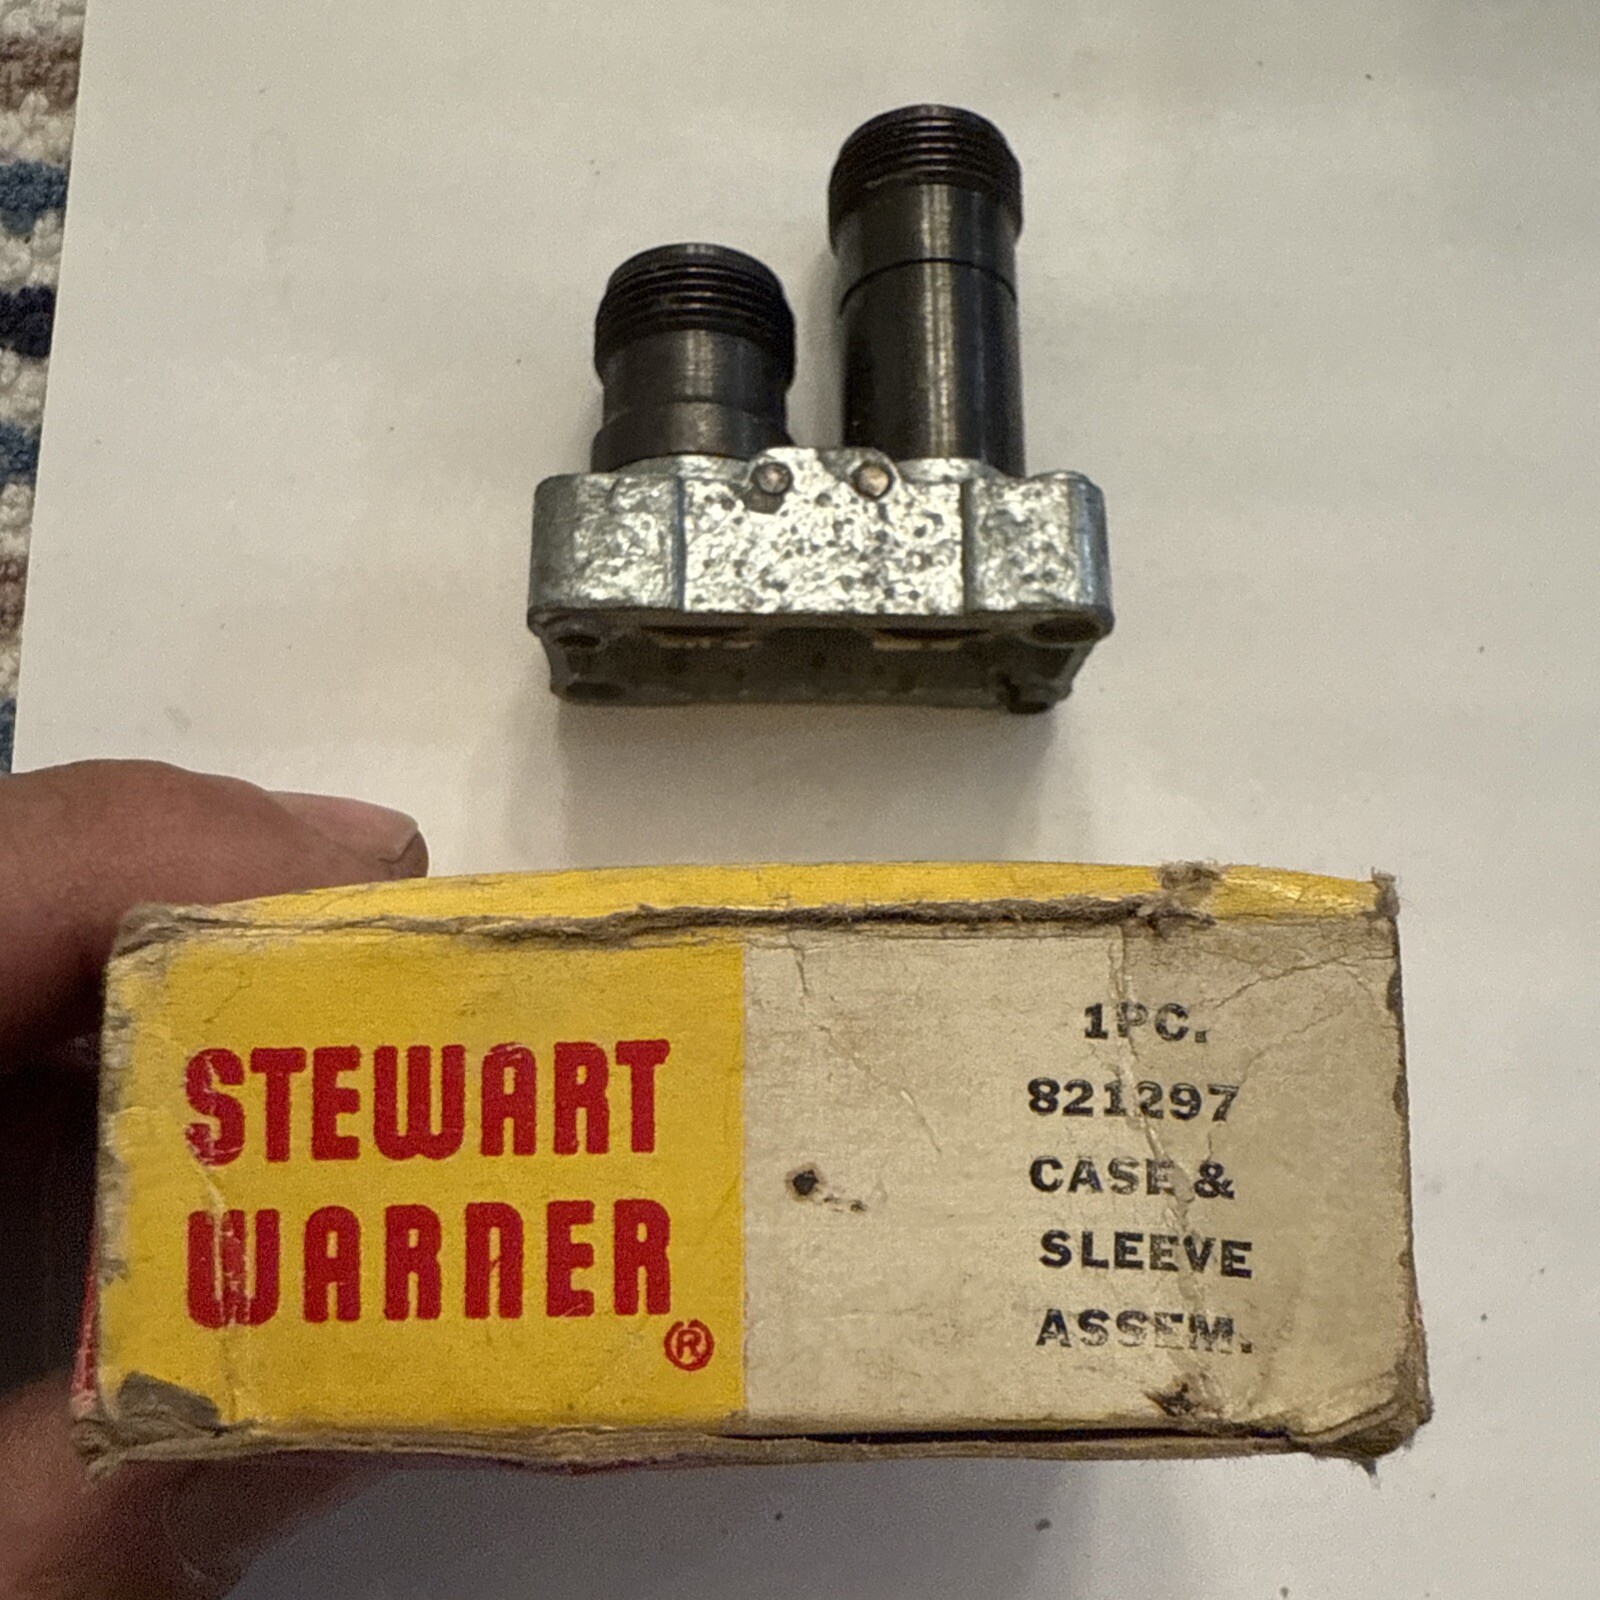 STEWART
WARNER
®
1PC.
821297
CASE &
SLEEVE
ASSEM.